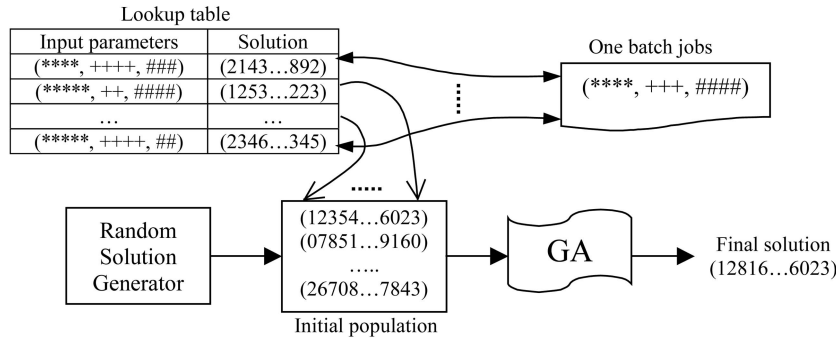 Lookup table
Input parameters Solution
(****, ++++, ###) (2143…892)
(*****, ++, ####) (1253…223)
… …
(*****, ++++, ##) (2346…345)
One batch jobs
(****, +++, ####)
......
.....
Random
Solution
Generator
(12354…6023)
(07851…9160)
…..
(26708…7843)
Initial population
GA
Final solution
(12816…6023)